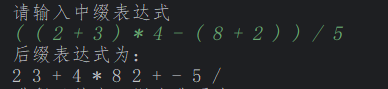 请输入中缀表达式
( ( 2 + 3 ) * 4 - ( 8 + 2 ) ) / 5
后缀表达式为:
2 3 + 4 * 8 2 + - 5 /